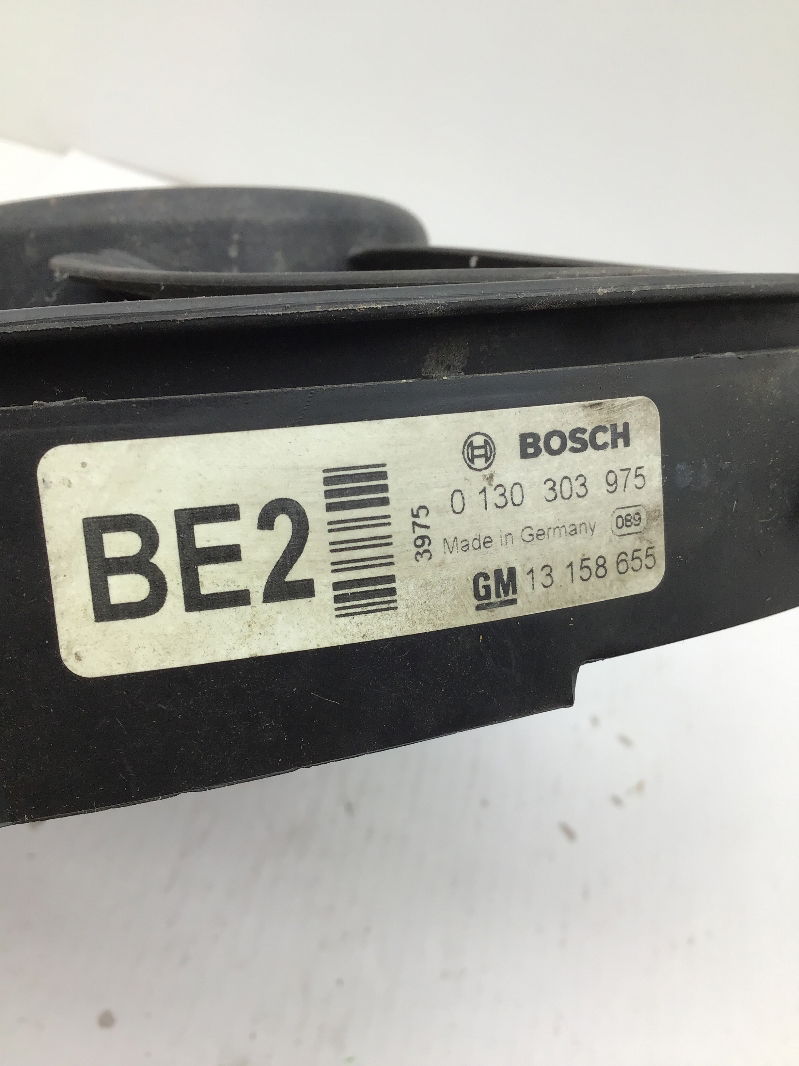 BE2
3975
BOSCH
0 130 303 975
Made in Germany 089
GM 13 158 655